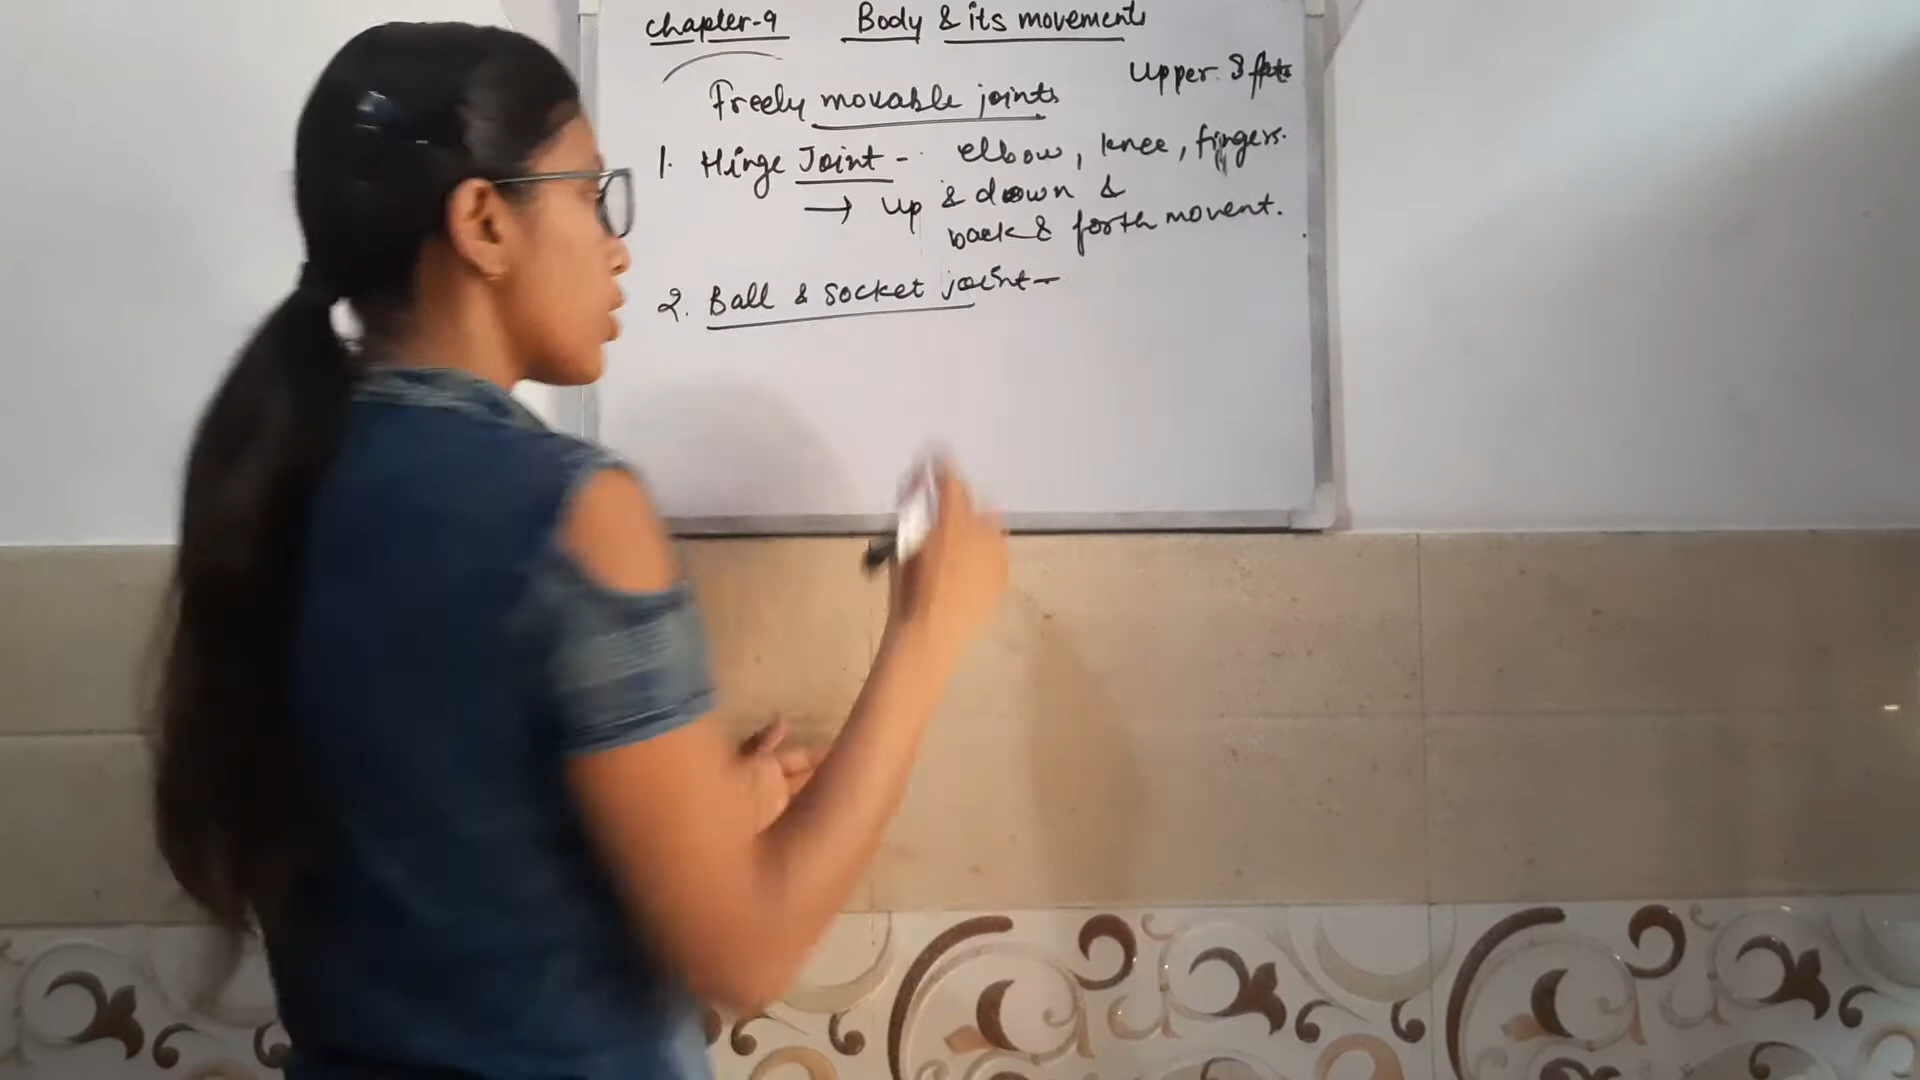 Chapter-9 Body & its movements
Upper
Freely movable joints
1. Hinge Joint - elbow, knee, fingers.
→ up & down &
back & forth movent.
2. Ball & socket joint -